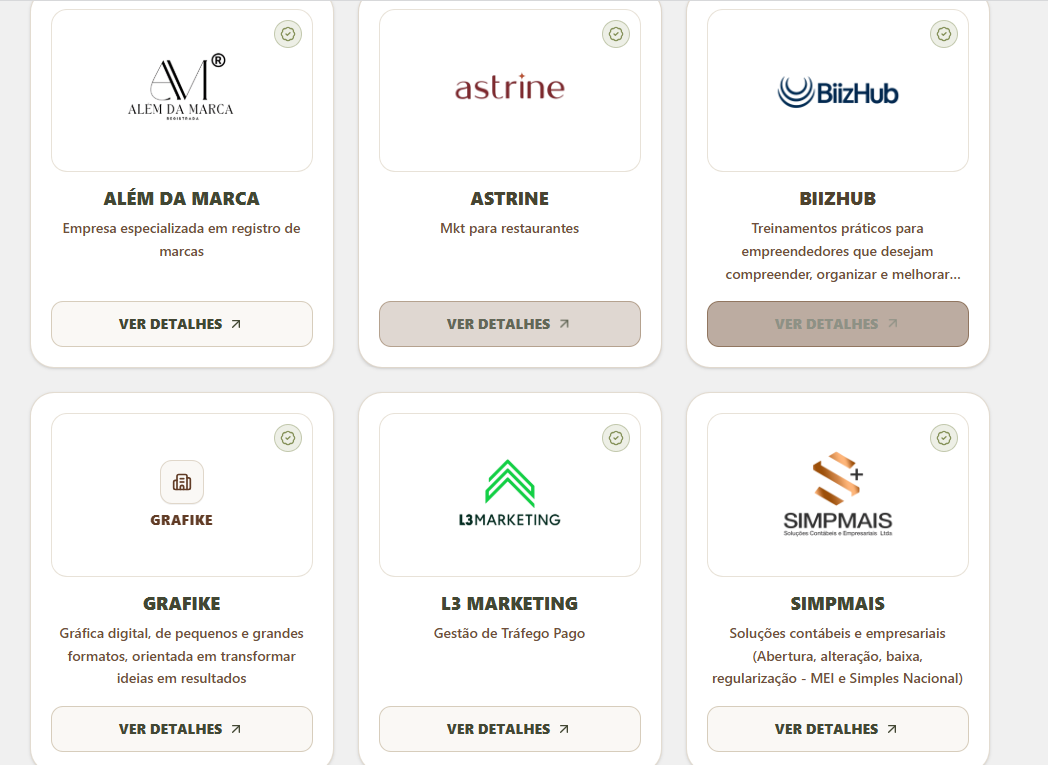 AM®
ALEM DA MARCA
REGISTRADA
astrine
BiizHub
ALÉM DA MARCA
Empresa especializada em registro de
marcas
VER DETALHES
ASTRINE
Mkt para restaurantes
VER DETALHES
BIIZHUB
Treinamentos práticos para
empreendedores que desejam
compreender, organizar e melhorar...
VER DETALHES
GRAFIKE
L3MARKETING
SIMPMAIS
Soluções Contábeis e Empresariais Ltda
GRAFIKE
Gráfica digital, de pequenos e grandes
formatos, orientada em transformar
ideias em resultados
VER DETALHES
L3 MARKETING
Gestão de Tráfego Pago
VER DETALHES
SIMPMAIS
Soluções contábeis e empresariais
(Abertura, alteração, baixa,
regularização - MEI e Simples Nacional)
VER DETALHES